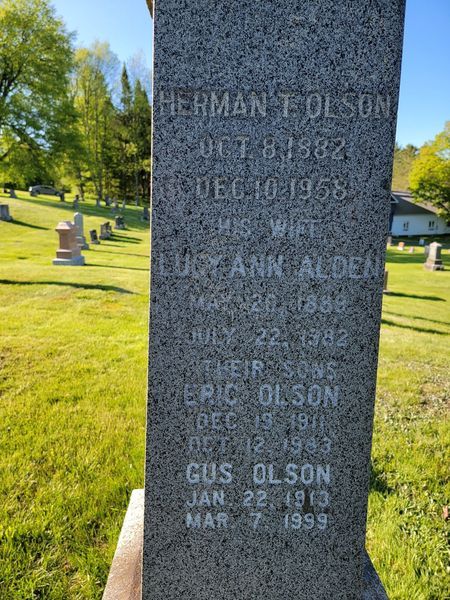 HERMAN T. OLSON
OCT. 8, 1882
DEC. 10, 1958
HIS WIFE
LUCY ANN ALDEN
MAY 20, 1889
JULY 22, 1982
THEIR SONS
ERIC OLSON
DEC. 19, 1911
OCT. 12, 1983
GUS OLSON
JAN. 22, 1913
MAR. 7, 1999